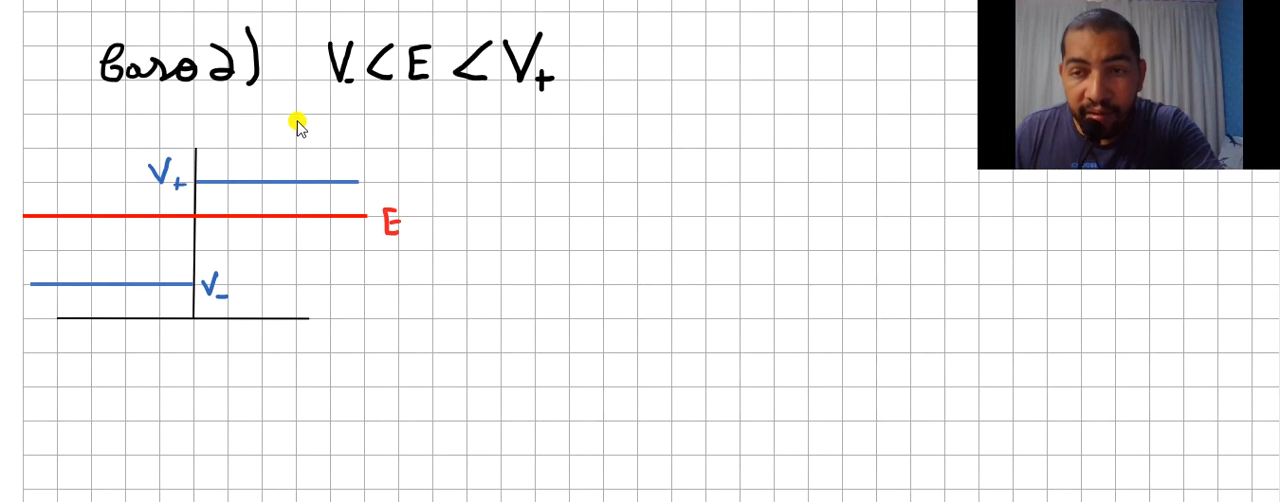 Caso 2) V- < E < V+
V+
E
V-